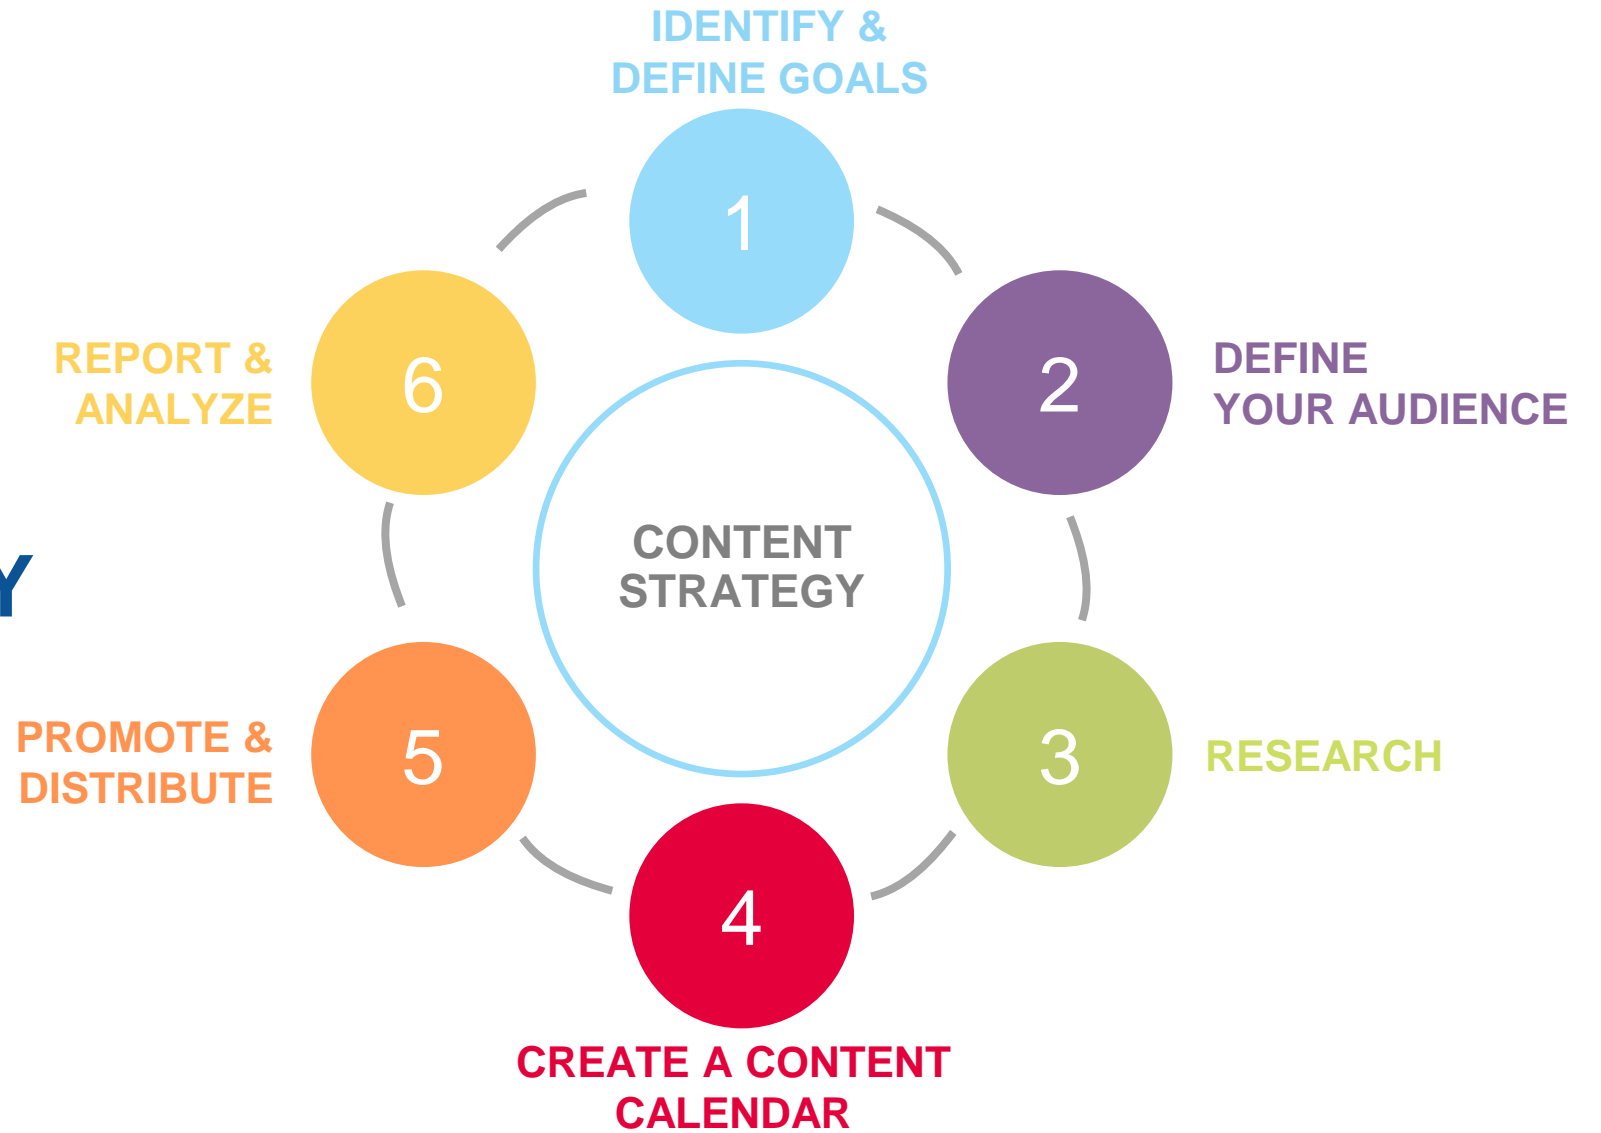 IDENTIFY &
DEFINE GOALS
1
2
DEFINE
YOUR AUDIENCE
3
RESEARCH
4
CREATE A CONTENT
CALENDAR
5
PROMOTE &
DISTRIBUTE
6
REPORT &
ANALYZE
CONTENT
STRATEGY
Y